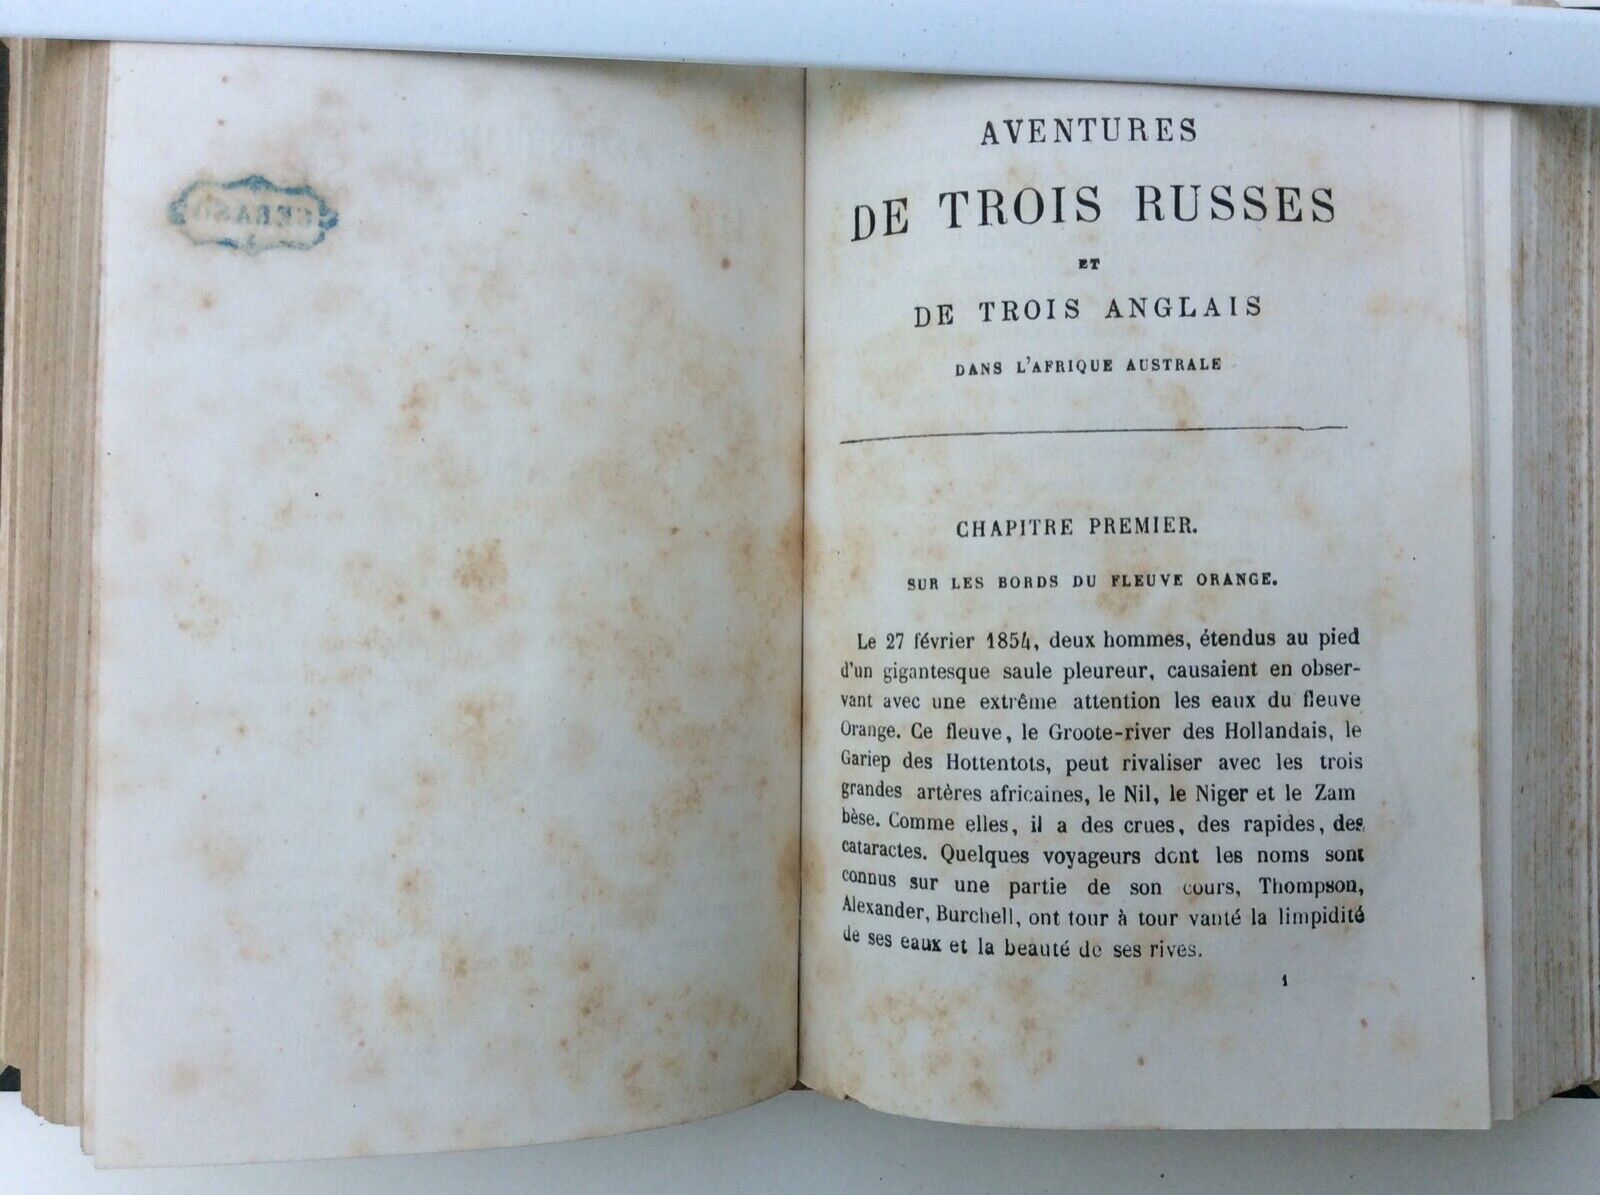 AVENTURES
DE TROIS RUSSES
ET
DE TROIS ANGLAIS
DANS L'AFRIQUE AUSTRALE
CHAPITRE PREMIER.
SUR LES BORDS DU FLEUVE ORANGE.
Le 27 février 1854, deux hommes, étendus au pied
d'un gigantesque saule pleureur, causaient en obser-
vant avec une extrême attention les eaux du fleuve
Orange. Ce fleuve, le Groote-river des Hollandais, le
Gariep des Hottentots, peut rivaliser avec les trois
grandes artères africaines, le Nil, le Niger et le Zam
bèse. Comme elles, il a des crues, des rapides, des
cataractes. Quelques voyageurs dont les noms sont
connus sur une partie de son cours, Thompson,
Alexander, Burchell, ont tour à tour vanté la limpidité
de ses eaux et la beauté de ses rives.
1